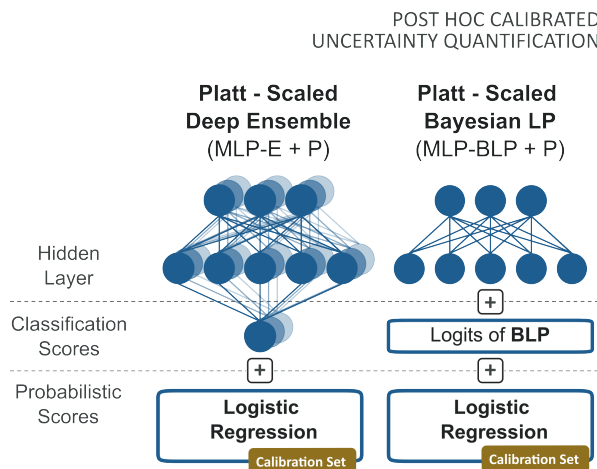 POST HOC CALIBRATED
UNCERTAINTY QUANTIFICATION
Platt - Scaled
Deep Ensemble
(MLP-E + P)
Platt - Scaled
Bayesian LP
(MLP-BLP + P)
Hidden
Layer
+
Classification
Scores
Logits of BLP
+
+
Probabilistic
Scores
Logistic
Regression
Calibration Set
Logistic
Regression
Calibration Set